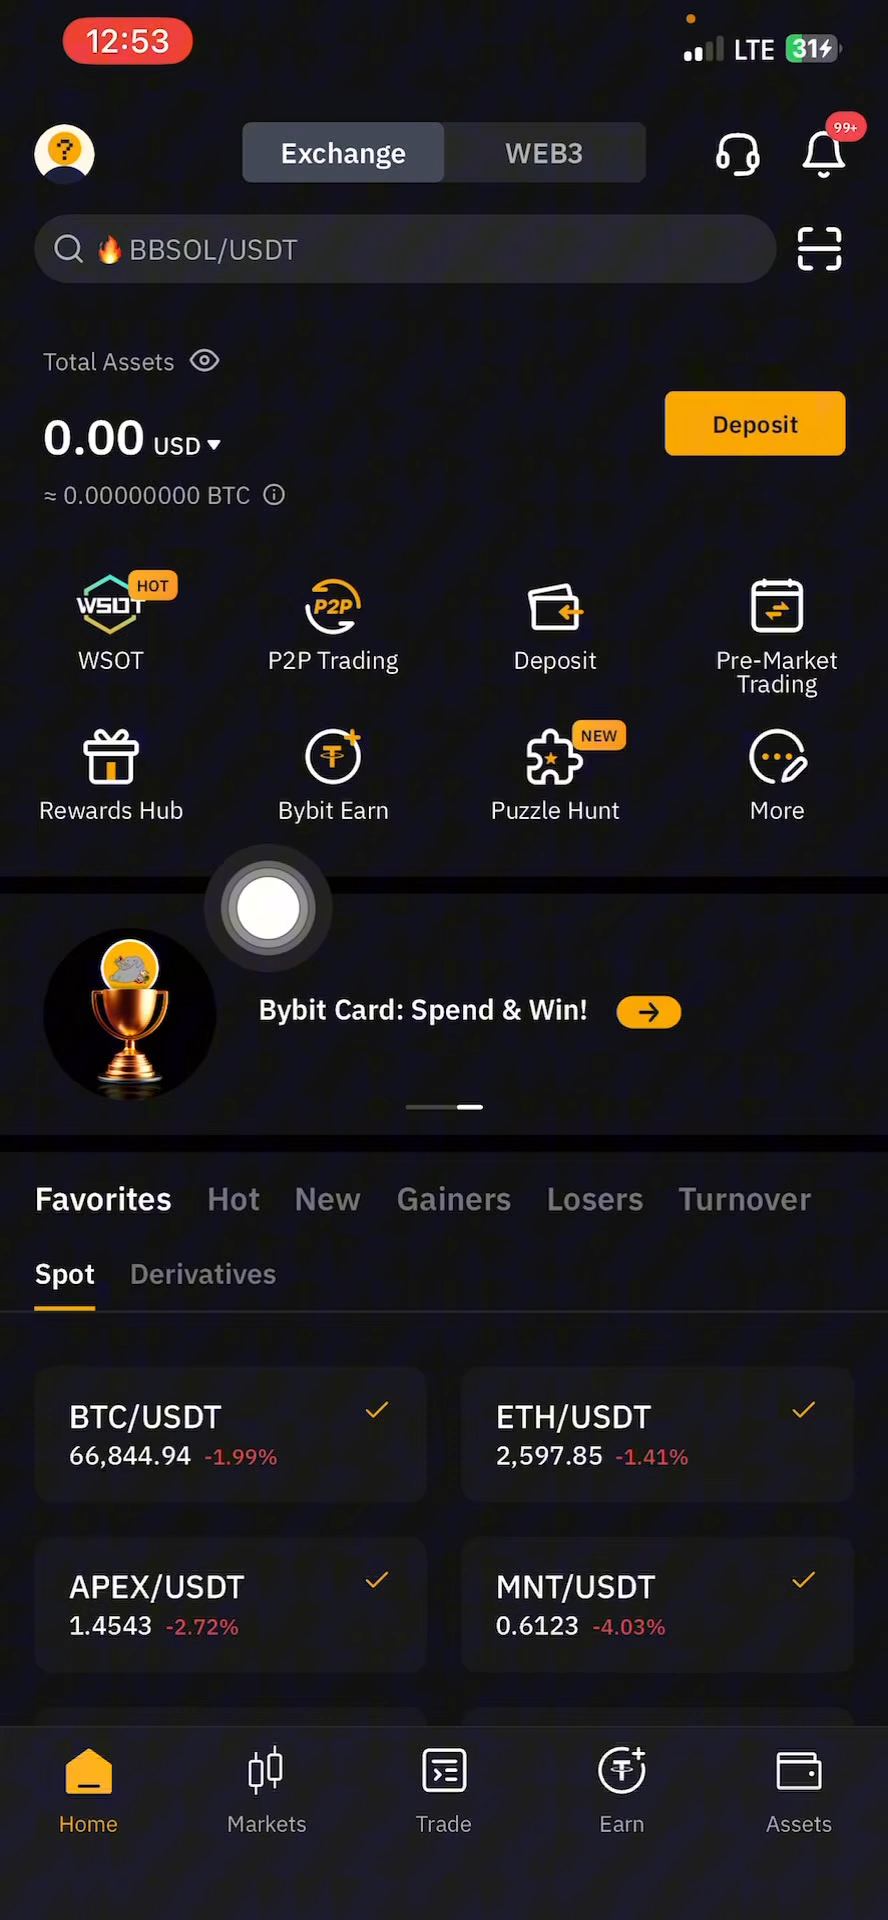 12:53
LTE 31
Exchange WEB3
99+
🔥 BBSOL/USDT
Total Assets
0.00 USD
Deposit
≈ 0.00000000 BTC
HOT
WSOT
WSOT P2P Trading Deposit Pre-Market Trading
P2P
NEW
Rewards Hub Bybit Earn Puzzle Hunt More
Bybit Card: Spend & Win!
Favorites Hot New Gainers Losers Turnover
Spot Derivatives
BTC/USDT
66,844.94 -1.99%
ETH/USDT
2,597.85 -1.41%
APEX/USDT
1.4543 -2.72%
MNT/USDT
0.6123 -4.03%
Home Markets Trade Earn Assets